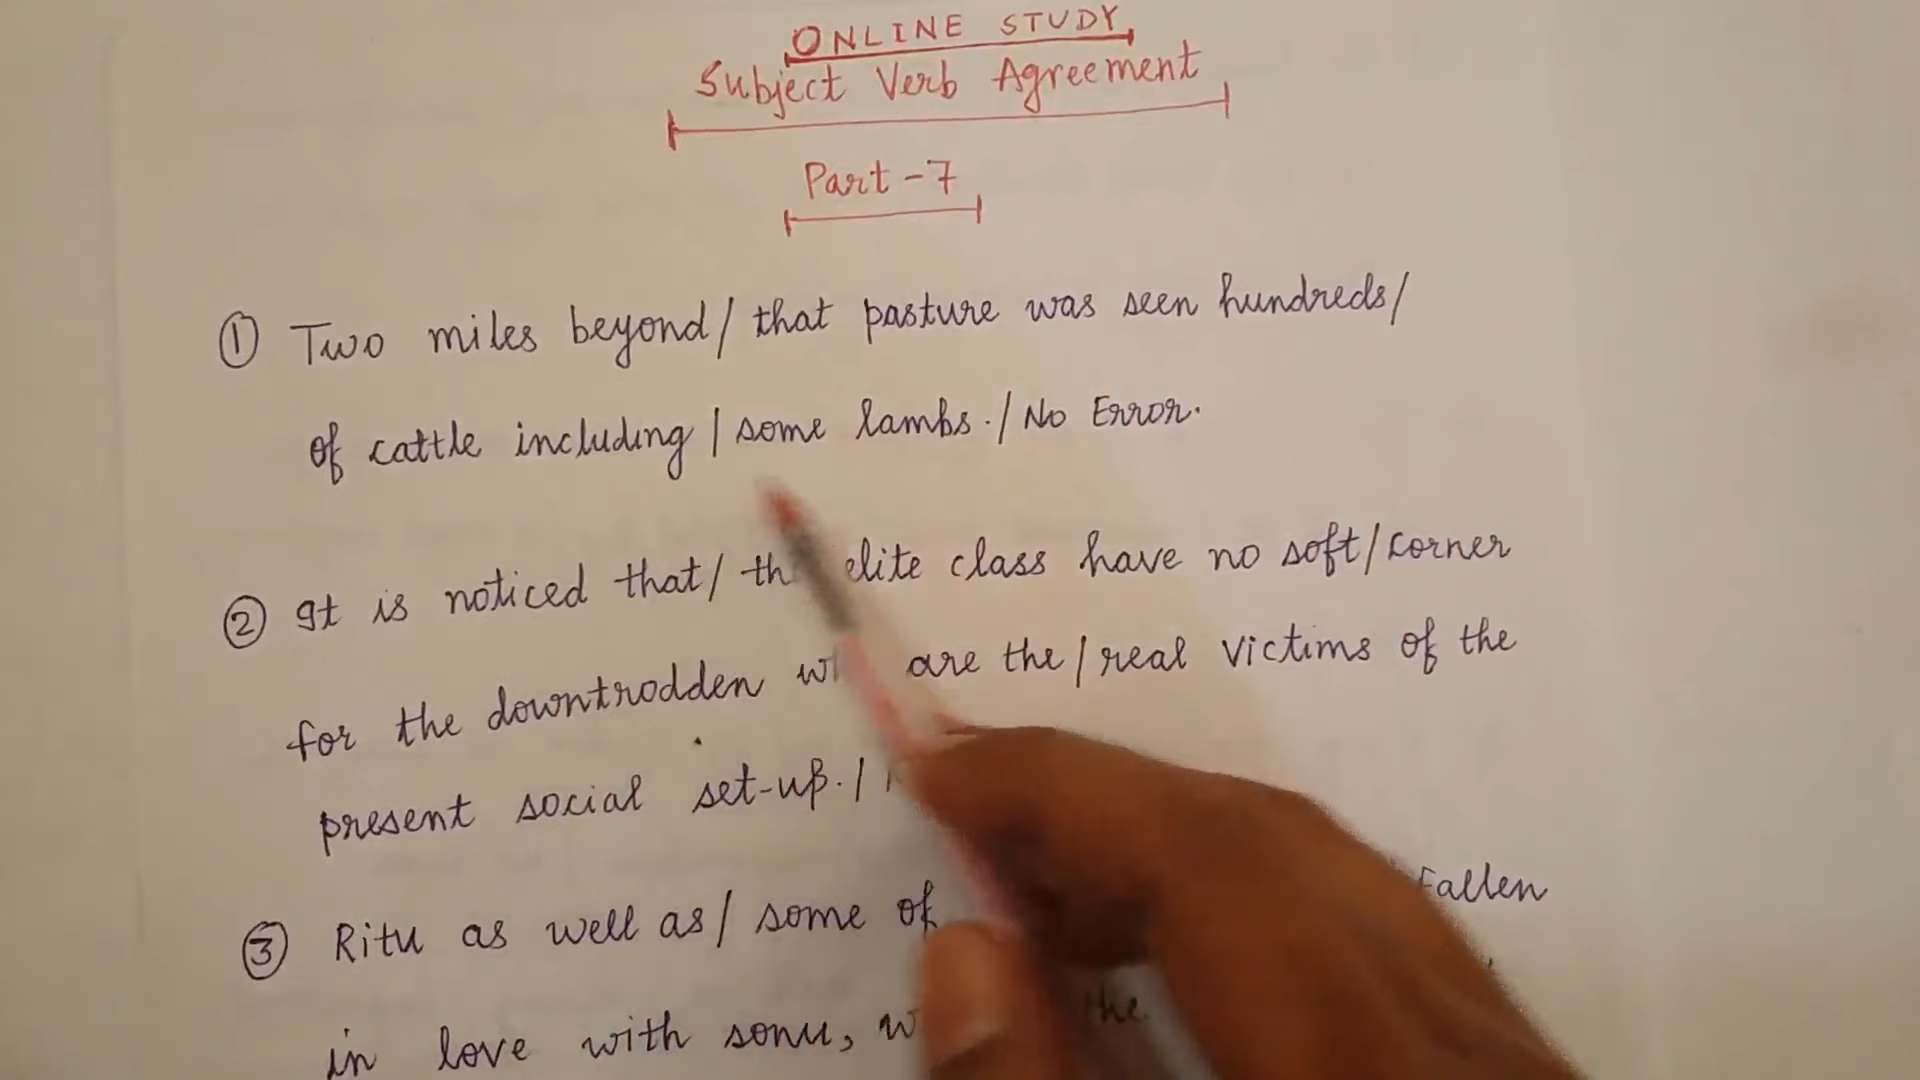 ONLINE STUDY
Subject Verb Agreement
Part-7
① Two miles beyond/ that pasture was seen hundreds/
of cattle including / some lambs. / No Error.
② It is noticed that/ elite class have no soft/corner
for the downtrodden are the / real victims of the
present social set-up. /
③ Ritu as well as/ some of Fallen
in love with sonu, the